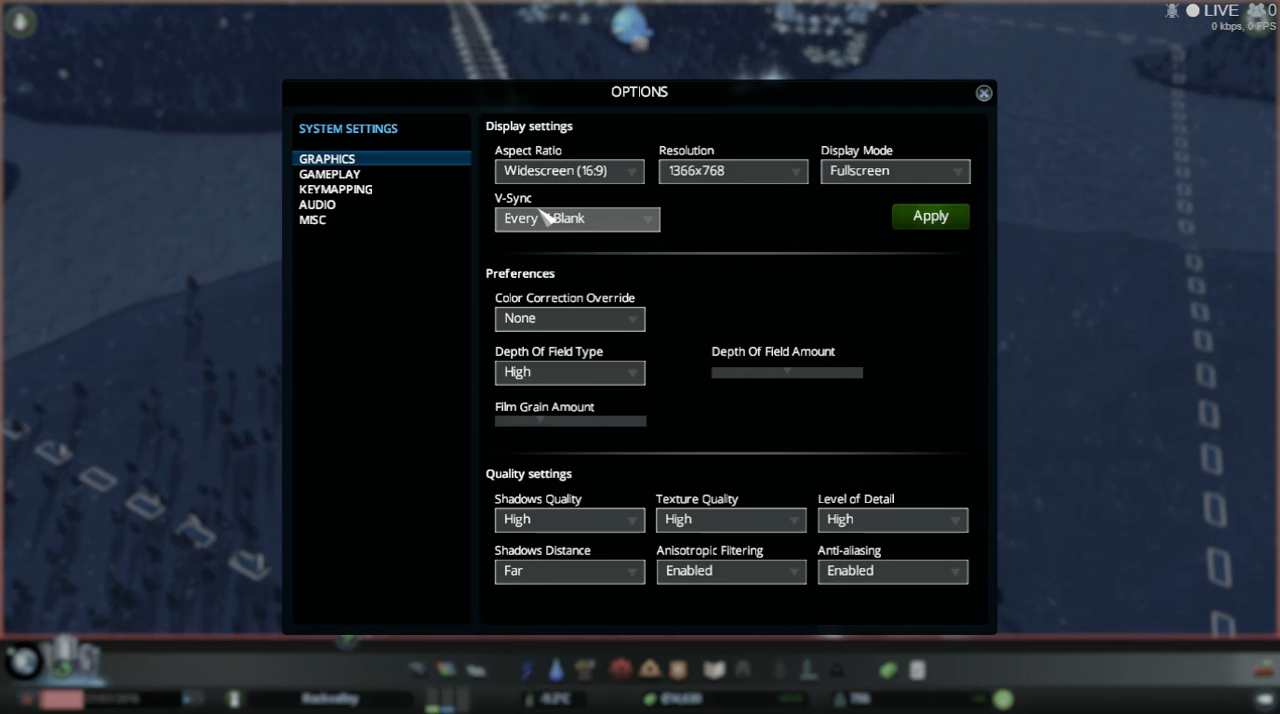 LIVE 0
0 kbps, 0 FPS
OPTIONS
SYSTEM SETTINGS
GRAPHICS
GAMEPLAY
KEYMAPPING
AUDIO
MISC
Display settings
Aspect Ratio Resolution Display Mode
Widescreen (16:9) 1366x768 Fullscreen
V-Sync
Every Blank Apply
Preferences
Color Correction Override
None
Depth Of Field Type Depth Of Field Amount
High
Film Grain Amount
Quality settings
Shadows Quality Texture Quality Level of Detail
High High High
Shadows Distance Anisotropic Filtering Anti-aliasing
Far Enabled Enabled